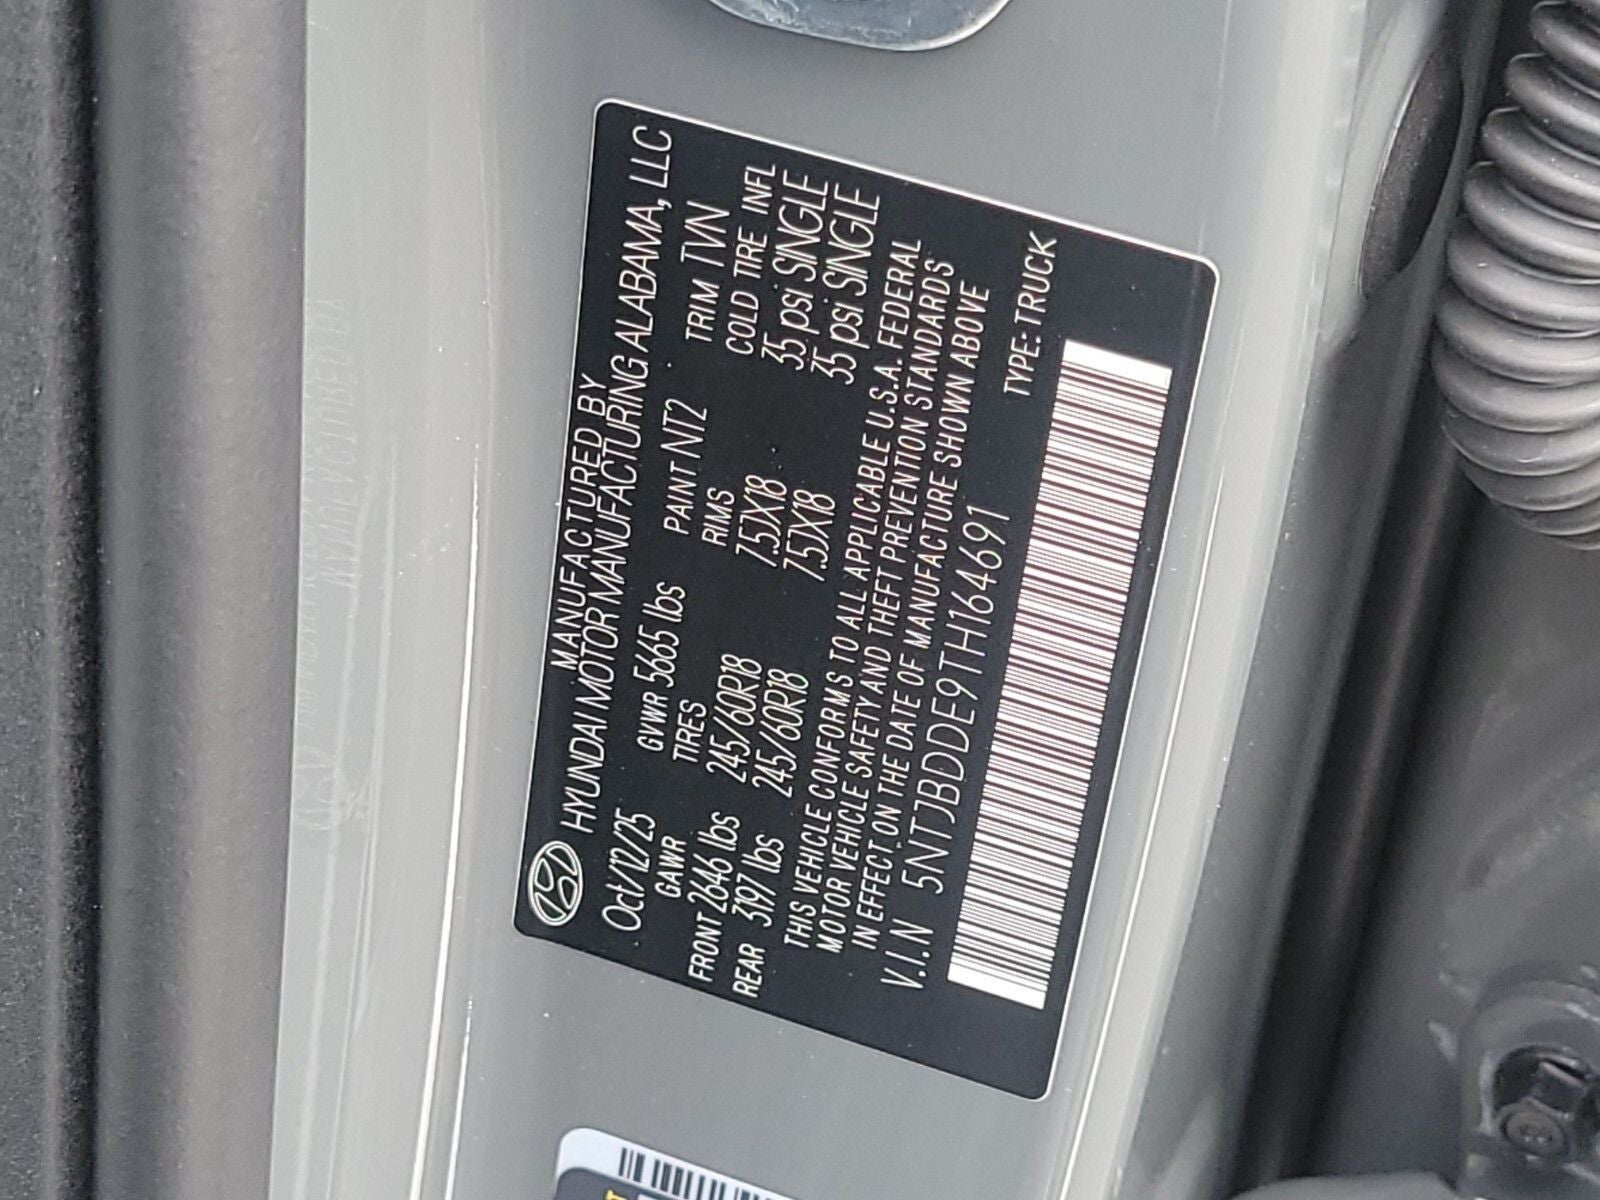 MANUFACTURED BY
HYUNDAI MOTOR MANUFACTURING ALABAMA, LLC
Oct/12/25 GVWR 5665 lbs PAINT NT2 TRIM TVN
GAWR TIRES RIMS COLD TIRE INFL
FRONT 2646 lbs 245/60R18 7.5JX18 35 psi SINGLE
REAR 3197 lbs 245/60R18 7.5JX18 35 psi SINGLE
THIS VEHICLE CONFORMS TO ALL APPLICABLE U.S.A. FEDERAL
MOTOR VEHICLE SAFETY AND THEFT PREVENTION STANDARDS
IN EFFECT ON THE DATE OF MANUFACTURE SHOWN ABOVE
V.I.N 5NTJBDDE9TH164691 TYPE: TRUCK